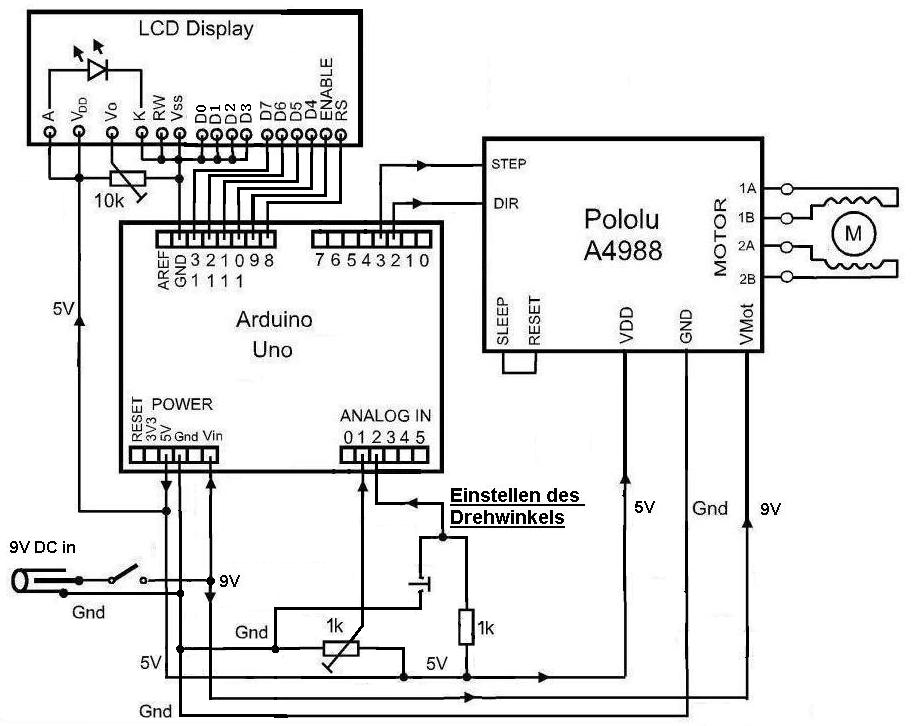 LCD Display
A VDD Vo K RW Vss D0 D1 D2 D3 D7 D6 D5 D4 ENABLE RS
10k
STEP
DIR
Pololu
A4988
MOTOR
1A
1B
2A
2B
M
SLEEP
RESET
VDD
GND
VMot
AREF GND 13 12 11 10 9 8
7 6 5 4 3 2 1 0
5V
Arduino
Uno
POWER
RESET 3V3 5V Gnd Vin
ANALOG IN
0 1 2 3 4 5
Einstellen des
Drehwinkels
5V
Gnd
9V
9V DC in
9V
Gnd
Gnd
1k
1k
5V
5V
Gnd